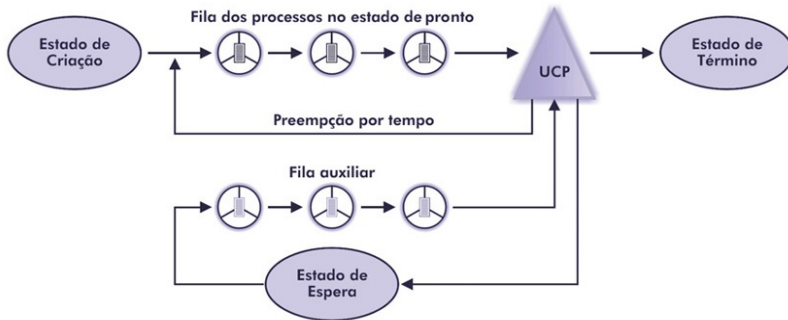 Fila dos processos no estado de pronto
Estado de
Criação
UCP
Estado de
Término
Preempção por tempo
Fila auxiliar
Estado de
Espera